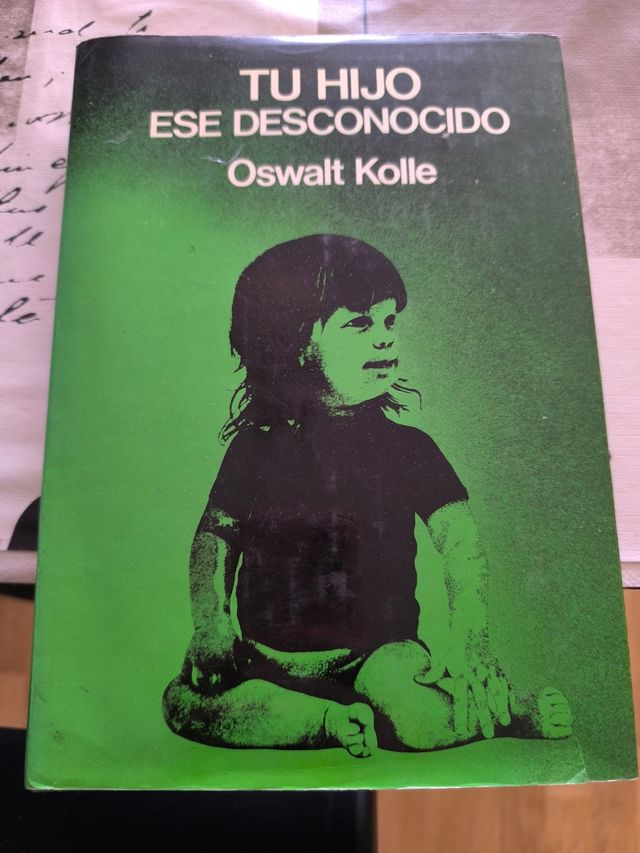 TU HIJO
ESE DESCONOCIDO
Oswalt Kolle